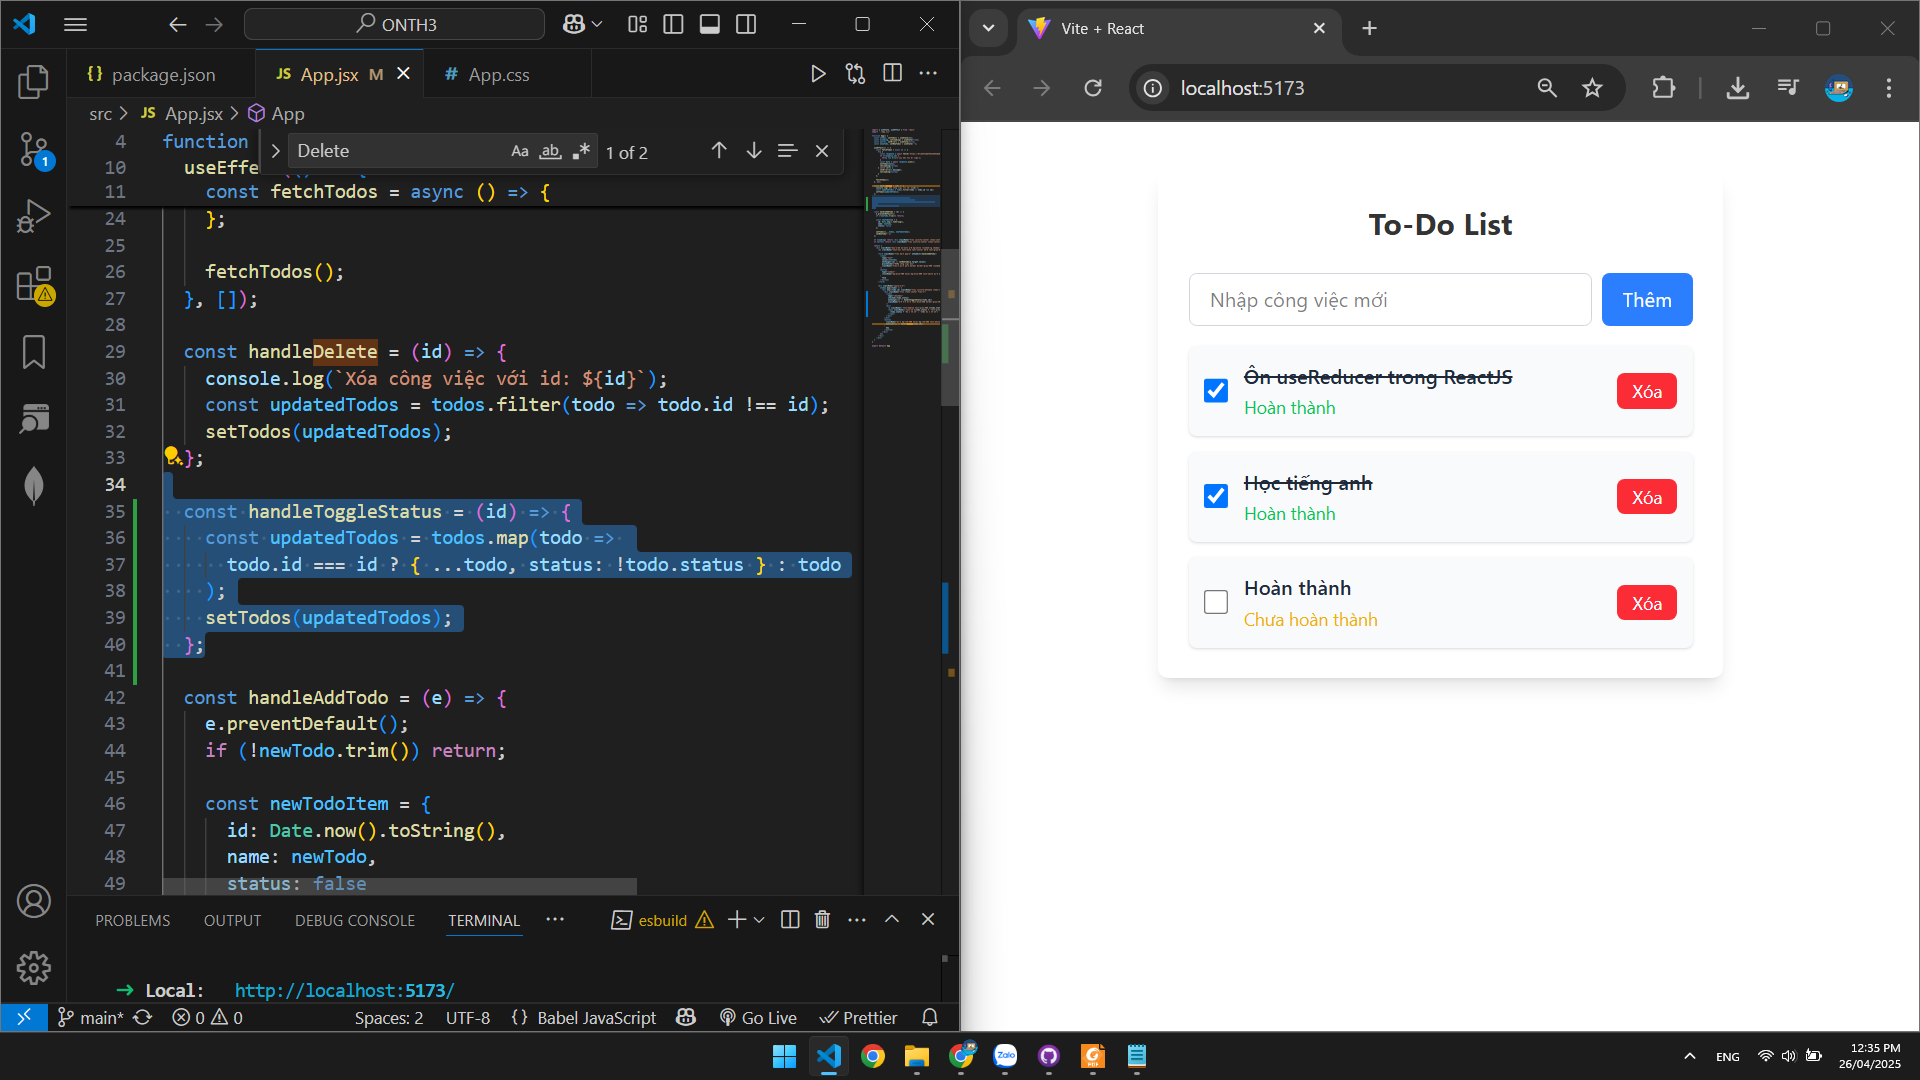 ONTH3
package.json
JS App.jsx M
# App.css
src > JS App.jsx > App
4 function
10 useEffe
11 const fetchTodos = async () => {
Delete
Aa ab .* 1 of 2
24 };
25
26 fetchTodos();
27 }, []);
28
29 const handleDelete = (id) => {
30 console.log(`Xóa công việc với id: ${id}`);
31 const updatedTodos = todos.filter(todo => todo.id !== id);
32 setTodos(updatedTodos);
33 };
34
35 const handleToggleStatus = (id) => {
36 const updatedTodos = todos.map(todo =>
37 todo.id === id ? { ...todo, status: !todo.status } : todo
38 );
39 setTodos(updatedTodos);
40 };
41
42 const handleAddTodo = (e) => {
43 e.preventDefault();
44 if (!newTodo.trim()) return;
45
46 const newTodoItem = {
47 id: Date.now().toString(),
48 name: newTodo,
49 status: false
PROBLEMS OUTPUT DEBUG CONSOLE TERMINAL ... esbuild
➜ Local: http://localhost:5173/
main* 0 0 Spaces: 2 UTF-8 {} Babel JavaScript Go Live Prettier
1
Vite + React
localhost:5173
To-Do List
Nhập công việc mới
Thêm
Ôn useReducer trong ReactJS
Hoàn thành
Xóa
Học tiếng anh
Hoàn thành
Xóa
Hoàn thành
Chưa hoàn thành
Xóa
Zalo
PDF
ENG
12:35 PM
26/04/2025